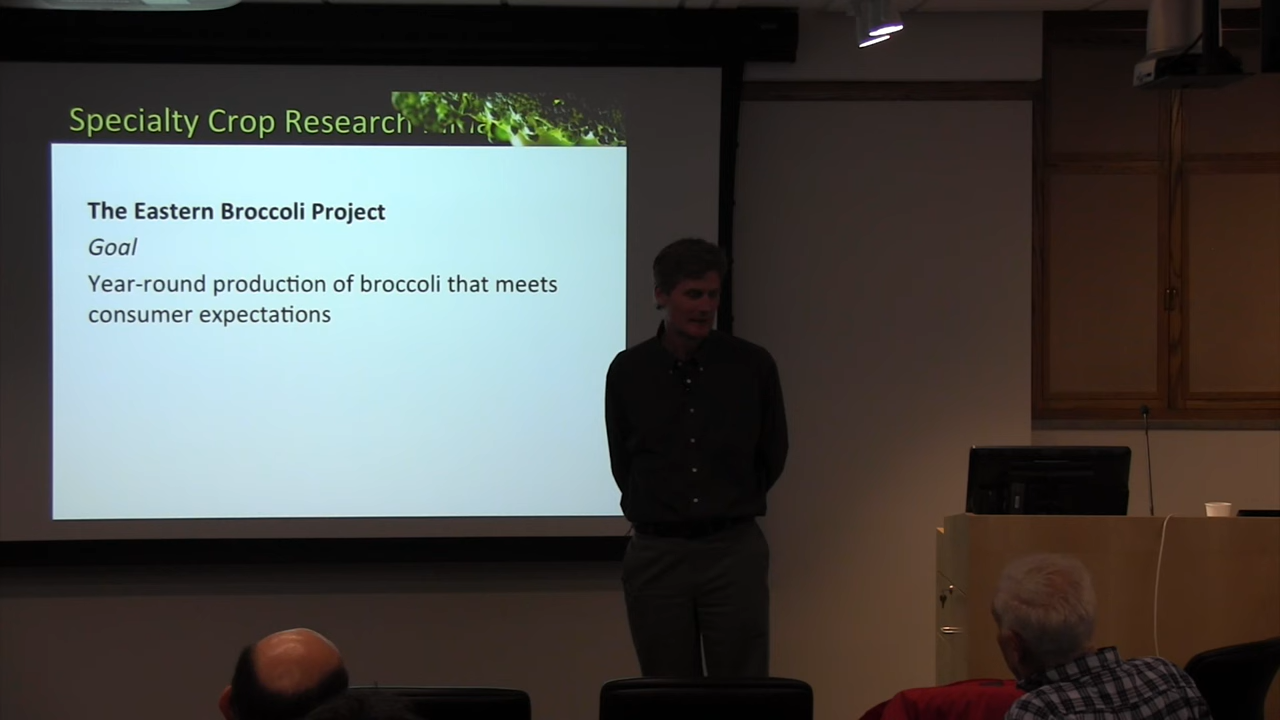 Specialty Crop Research
The Eastern Broccoli Project
Goal
Year-round production of broccoli that meets
consumer expectations